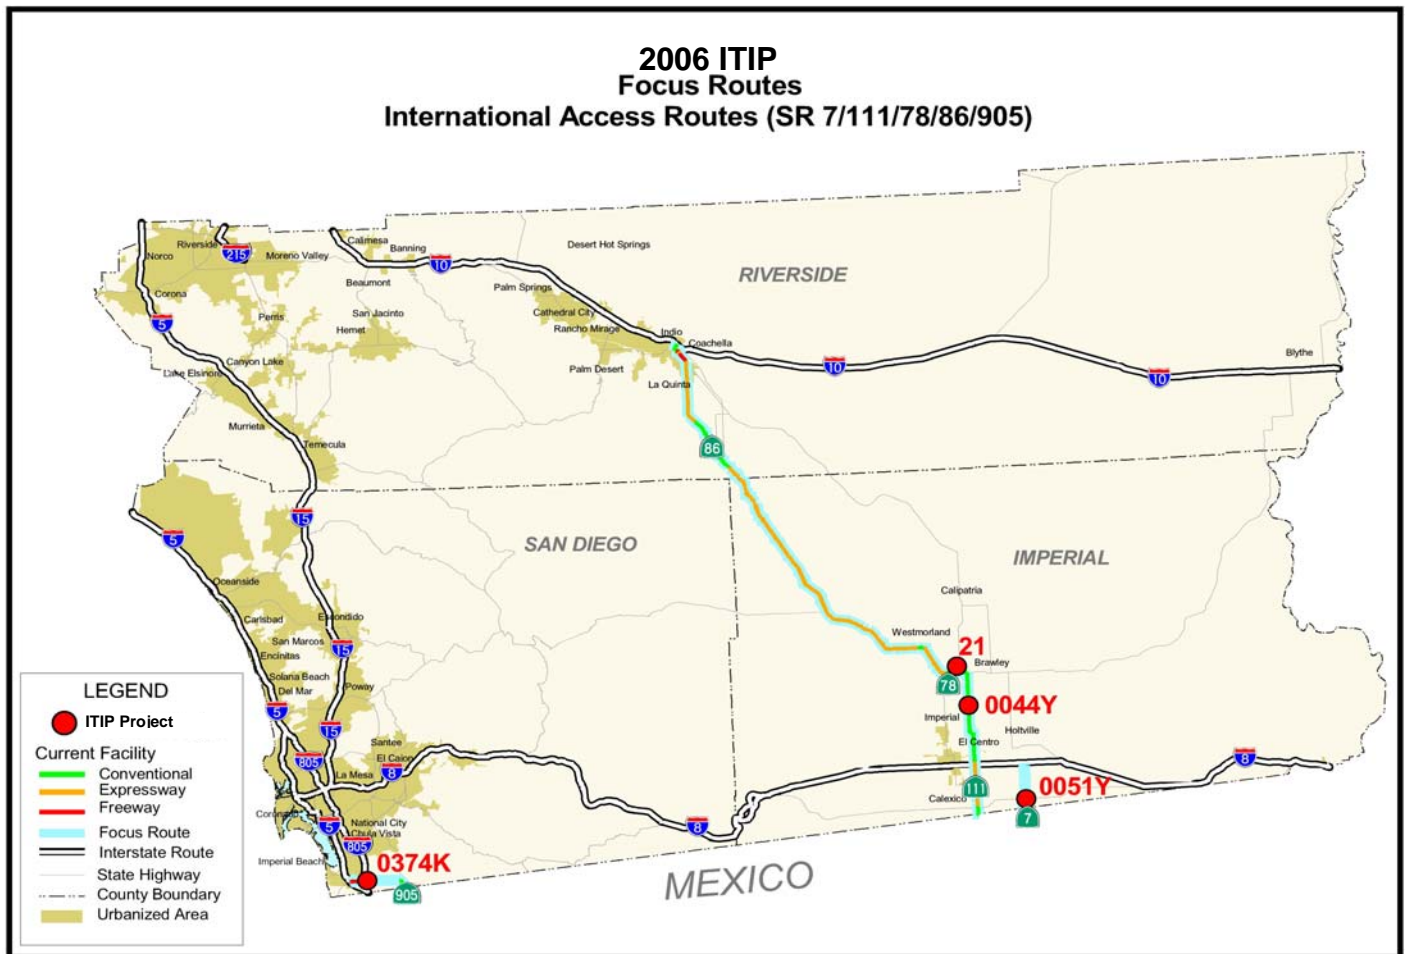 2006 ITIP
Focus Routes
International Access Routes (SR 7/111/78/86/905)
Riverside
215
Norco
Moreno Valley
Calimesa
Banning
10
Desert Hot Springs
RIVERSIDE
Beaumont
Palm Springs
Corona
5
Perris
San Jacinto
Hemet
Cathedral City
Rancho Mirage
Indio
Coachella
Canyon Lake
Lake Elsinore
Palm Desert
La Quinta
10
10
Blythe
Murrieta
Temecula
86
15
5
SAN DIEGO
IMPERIAL
Oceanside
Calipatria
Carlsbad
Escondido
San Marcos
15
Encinitas
Westmorland
21
Brawley
Solana Beach
Del Mar
Poway
78
5
0044Y
15
Imperial
Holtville
Santee
El Centro
El Cajon
805
La Mesa
8
8
111
Calexico
0051Y
7
Coronado
National City
5
Chula Vista
8
805
Imperial Beach
0374K
905
MEXICO
LEGEND
ITIP Project
Current Facility
Conventional
Expressway
Freeway
Focus Route
Interstate Route
State Highway
County Boundary
Urbanized Area